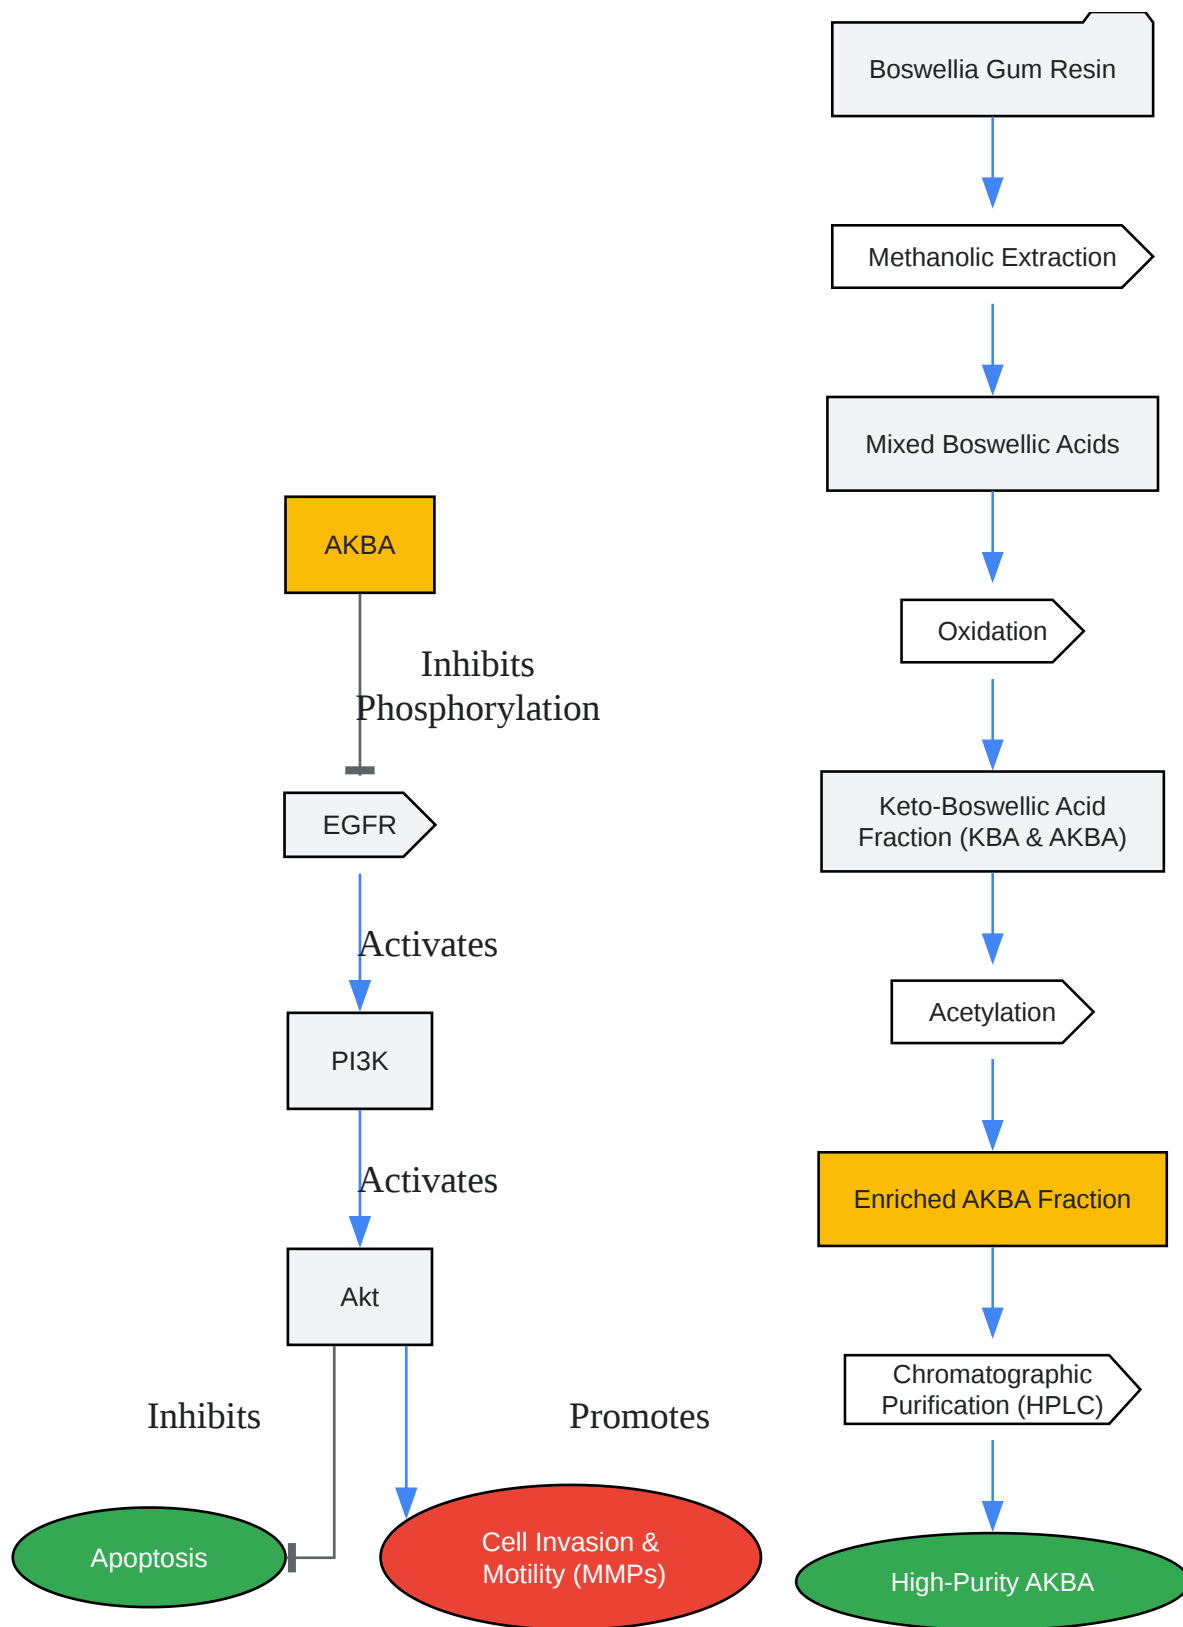 AKBA
Inhibits
Phosphorylation
EGFR
Activates
PI3K
Activates
Akt
Inhibits
Promotes
Apoptosis
Cell Invasion &
Motility (MMPs)
Boswellia Gum Resin
Methanolic Extraction
Mixed Boswellic Acids
Oxidation
Keto-Boswellic Acid
Fraction (KBA & AKBA)
Acetylation
Enriched AKBA Fraction
Chromatographic
Purification (HPLC)
High-Purity AKBA